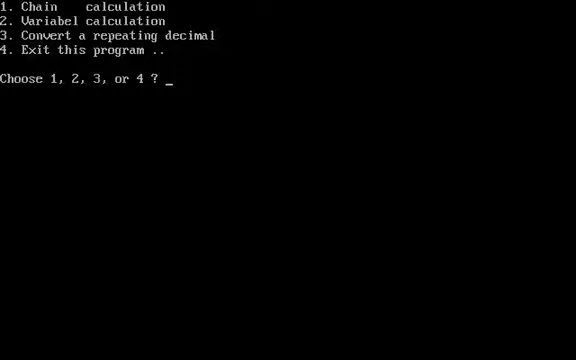 1. Chain    calculation
2. Variabel calculation
3. Convert a repeating decimal
4. Exit this program ..
Choose 1, 2, 3, or 4 ? _